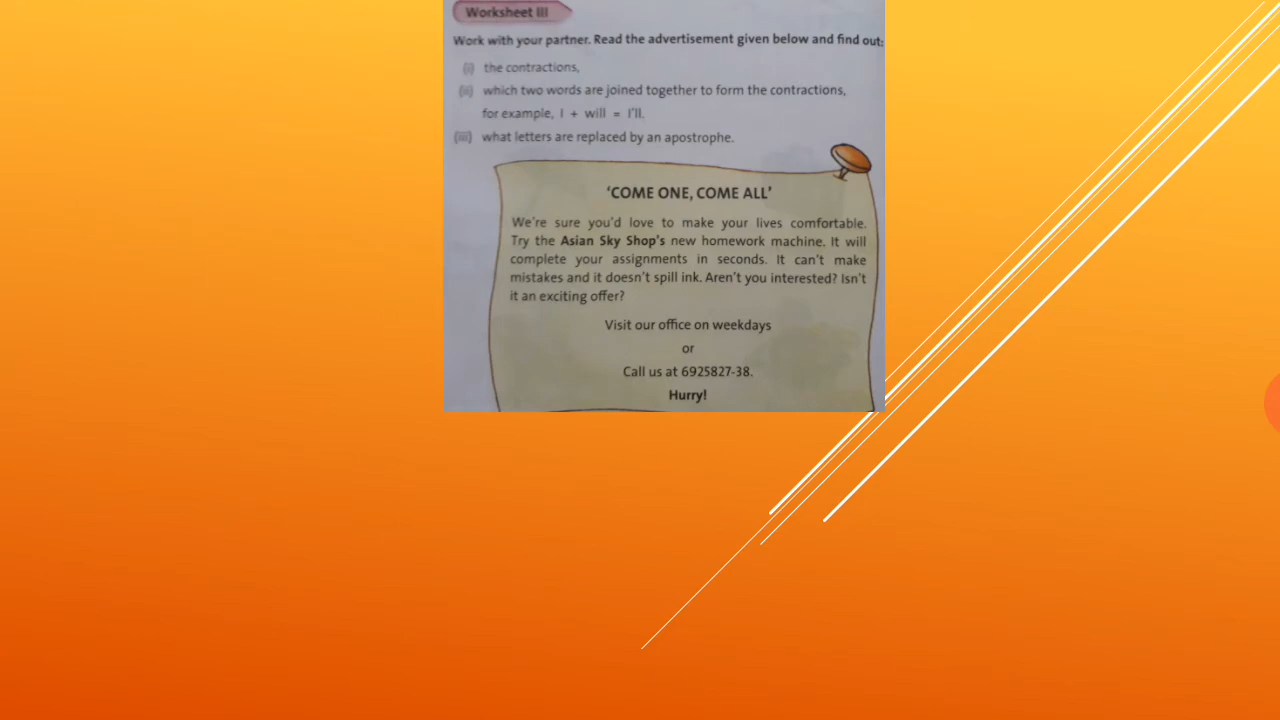 Worksheet III
Work with your partner. Read the advertisement given below and find out:
(i) the contractions,
(ii) which two words are joined together to form the contractions,
for example, I + will = I'll.
(iii) what letters are replaced by an apostrophe.
‘COME ONE, COME ALL’
We're sure you'd love to make your lives comfortable.
Try the Asian Sky Shop's new homework machine. It will
complete your assignments in seconds. It can't make
mistakes and it doesn't spill ink. Aren't you interested? Isn't
it an exciting offer?
Visit our office on weekdays
or
Call us at 6925827-38.
Hurry!